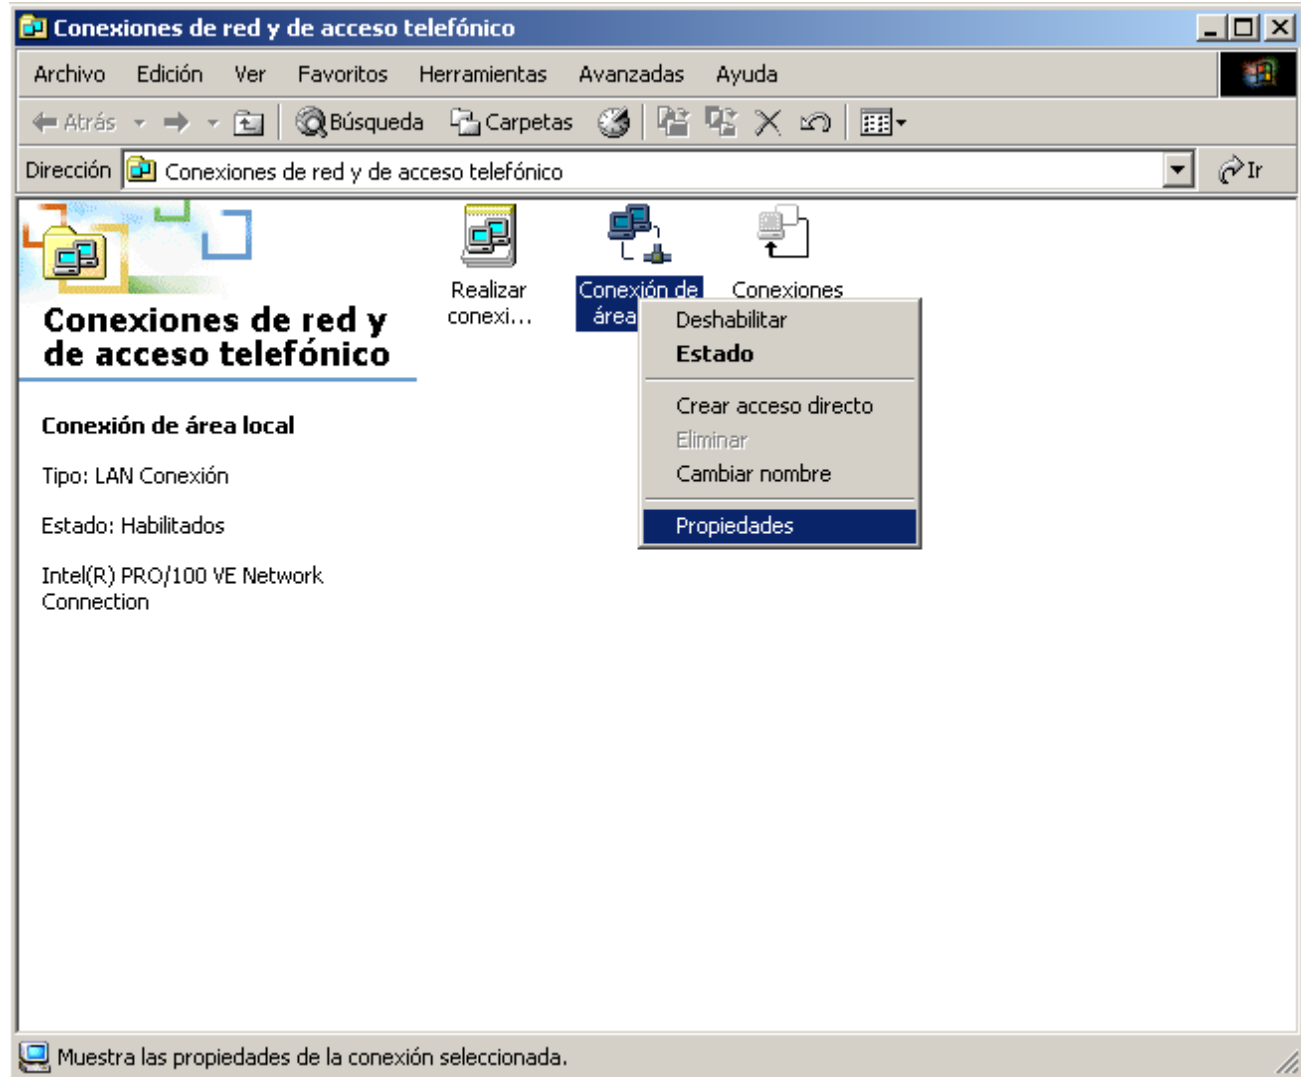 Conexiones de red y de acceso telefónico
Archivo Edición Ver Favoritos Herramientas Avanzadas Ayuda
Atrás Búsqueda Carpetas
Dirección Conexiones de red y de acceso telefónico Ir
Conexiones de red y
de acceso telefónico
Conexión de área local
Tipo: LAN Conexión
Estado: Habilitados
Intel(R) PRO/100 VE Network
Connection
Realizar
conexi...
Conexión de
área
Conexiones
Deshabilitar
Estado
Crear acceso directo
Eliminar
Cambiar nombre
Propiedades
Muestra las propiedades de la conexión seleccionada.